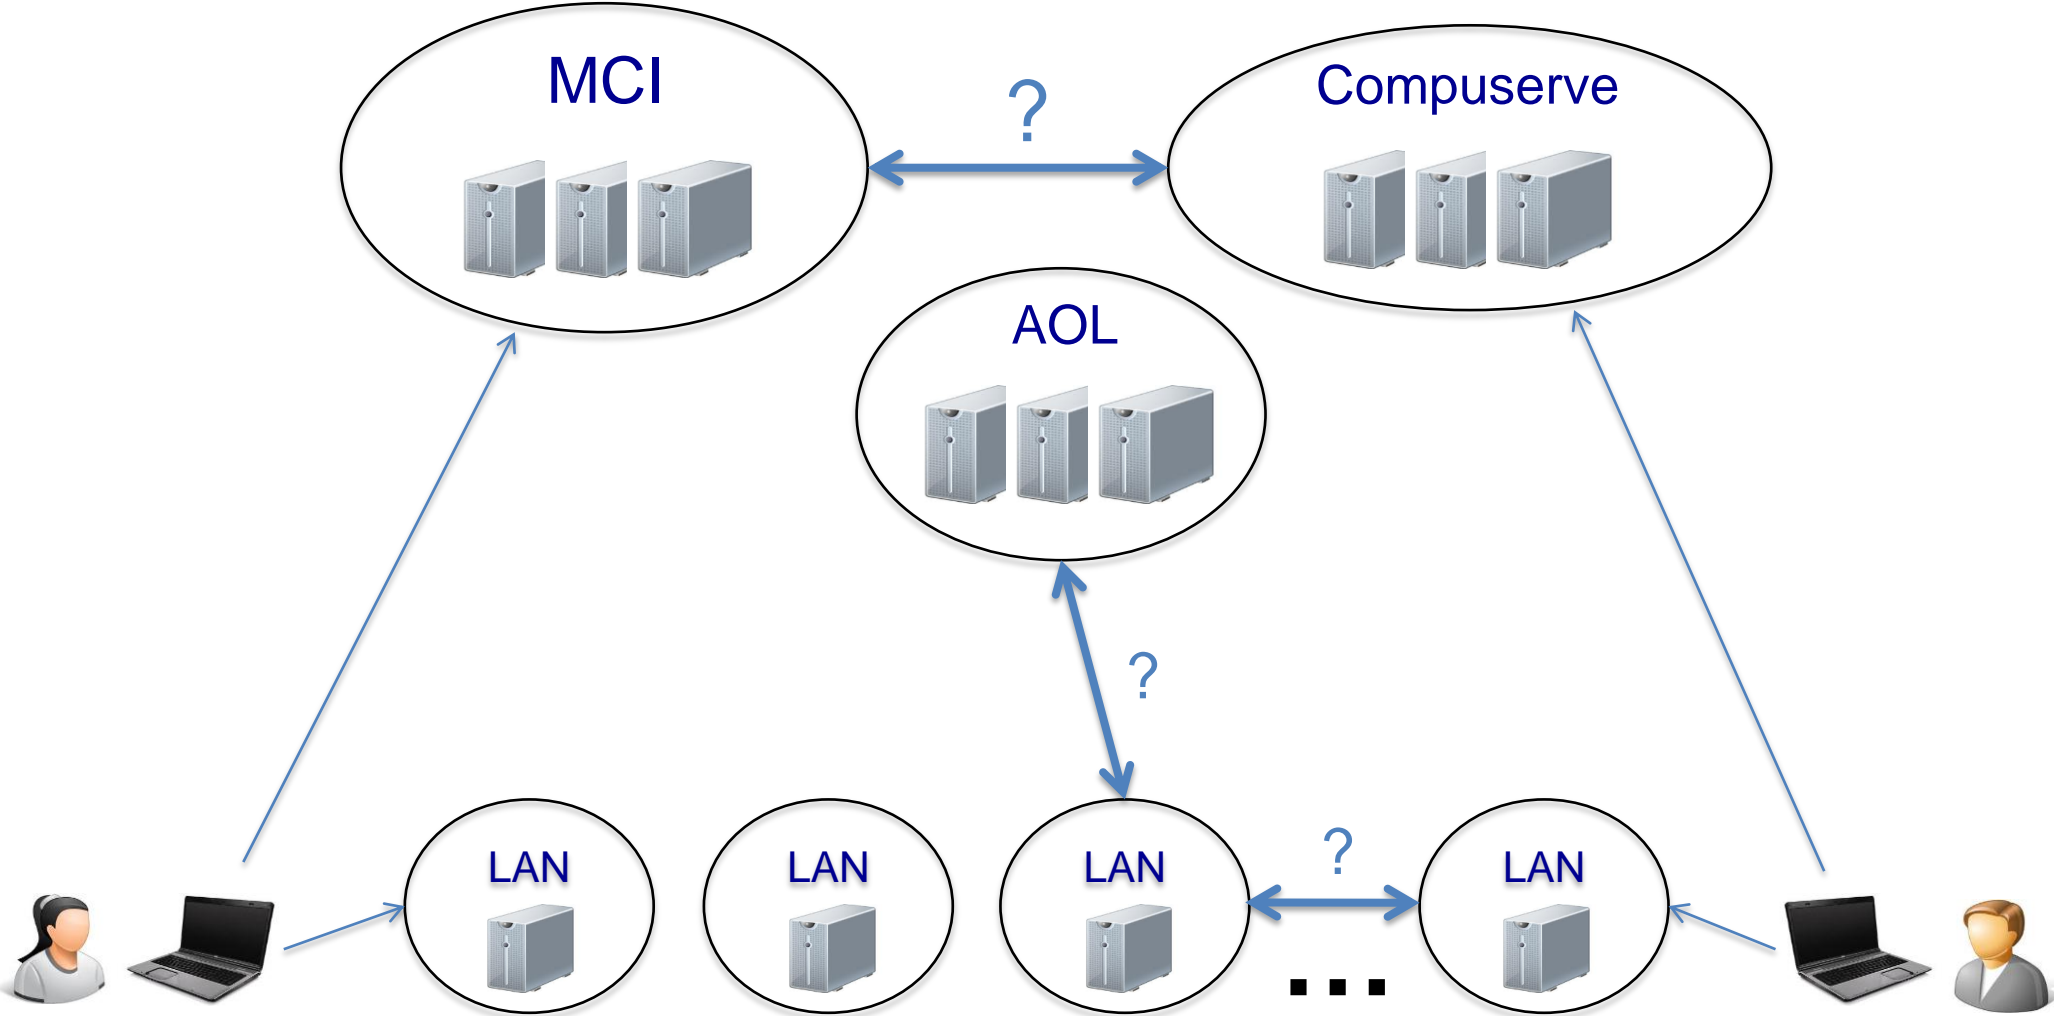 MCI
?
Compuserve
AOL
?
LAN
LAN
LAN
?
LAN
...